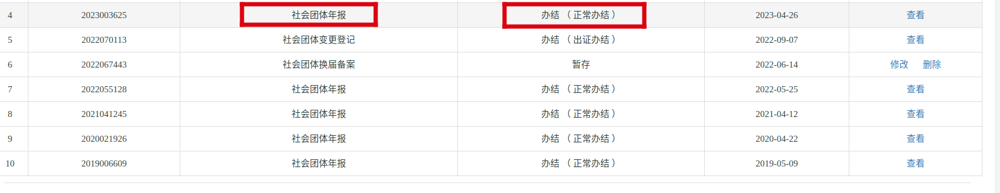 4 2023003625 社会团体年报 办结 （ 正常办结 ） 2023-04-26 查看
5 2022070113 社会团体变更登记 办结 （ 出证办结 ） 2022-09-07 查看
6 2022067443 社会团体换届备案 暂存 2022-06-14 修改 删除
7 2022055128 社会团体年报 办结 （ 正常办结 ） 2022-05-25 查看
8 2021041245 社会团体年报 办结 （ 正常办结 ） 2021-04-12 查看
9 2020021926 社会团体年报 办结 （ 正常办结 ） 2020-04-22 查看
10 2019006609 社会团体年报 办结 （ 正常办结 ） 2019-05-09 查看